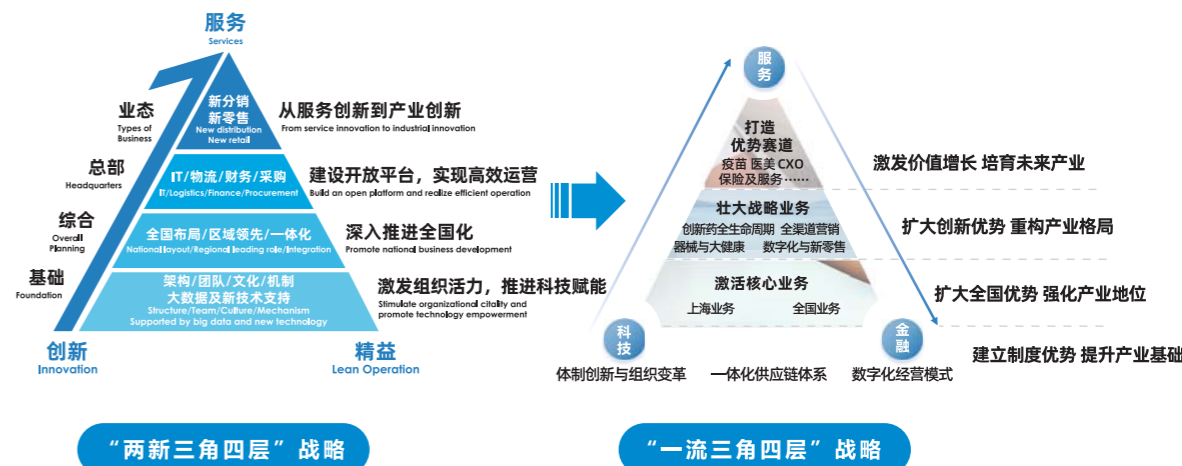 服务
Services
业态
Types of
Business
新分销
新零售
New distribution
New retail
从服务创新到产业创新
From service innovation to industrial innovation
总部
Headquarters
IT/物流/财务/采购
IT/Logistics/Finance/Procurement
建设开放平台，实现高效运营
Build an open platform and realize efficient operation
综合
Overall
Planning
全国布局/区域领先/一体化
National layout/Regional leading role/Integration
深入推进全国化
Promote national business development
基础
Foundation
架构/团队/文化/机制
大数据及新技术支持
Structure/Team/Culture/Mechanism
Supported by big data and new technology
激发组织活力，推进科技赋能
Stimulate organizational citality and
promote technology empowerment
创新
Innovation
精益
Lean Operation
“两新三角四层”战略
服务
打造
优势赛道
疫苗 医美 CXO
保险及服务……
激发价值增长 培育未来产业
壮大战略业务
创新药全生命周期 全渠道营销
器械与大健康 数字化与新零售
扩大创新优势 重构产业格局
激活核心业务
上海业务 全国业务
扩大全国优势 强化产业地位
科技
金融
建立制度优势 提升产业基础
体制创新与组织变革 一体化供应链体系 数字化经营模式
“一流三角四层”战略